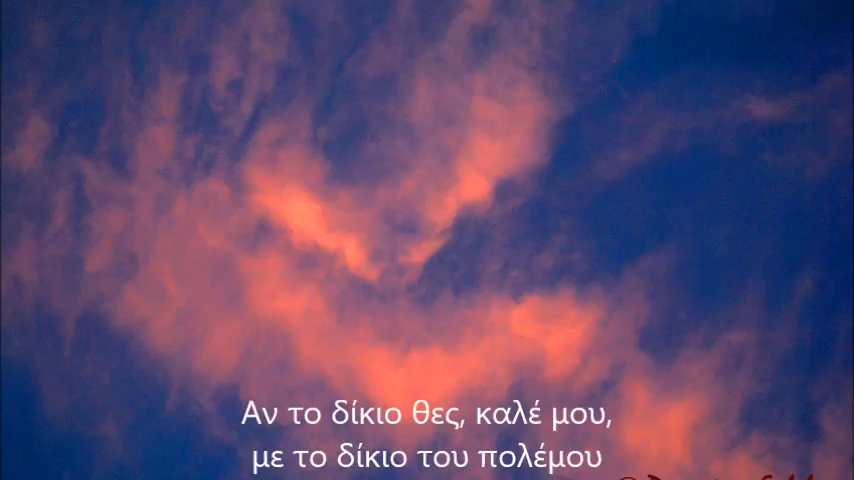 Αν το δίκιο θες, καλέ μου,
με το δίκιο του πολέμου